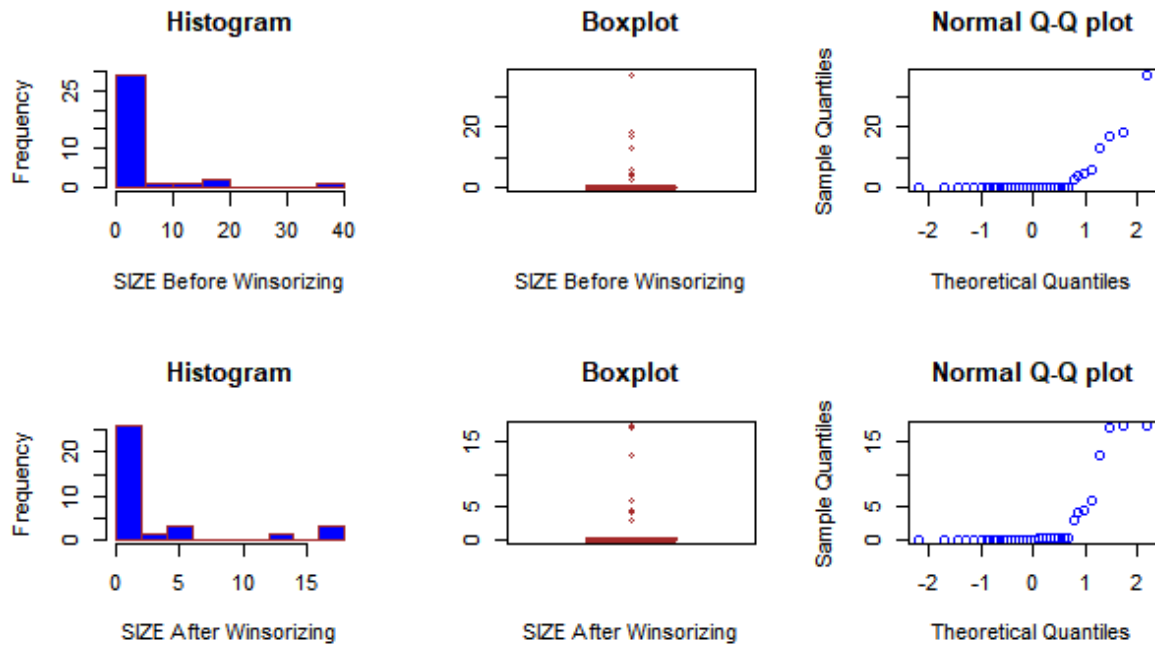 Histogram
Frequency
0
10
25
0
10
20
30
40
SIZE Before Winsorizing
Boxplot
0
20
SIZE Before Winsorizing
Normal Q-Q plot
Sample Quantiles
0
20
-2
-1
0
1
2
Theoretical Quantiles
Histogram
Frequency
0
10
20
0
5
10
15
SIZE After Winsorizing
Boxplot
0
5
15
SIZE After Winsorizing
Normal Q-Q plot
Sample Quantiles
0
5
15
-2
-1
0
1
2
Theoretical Quantiles